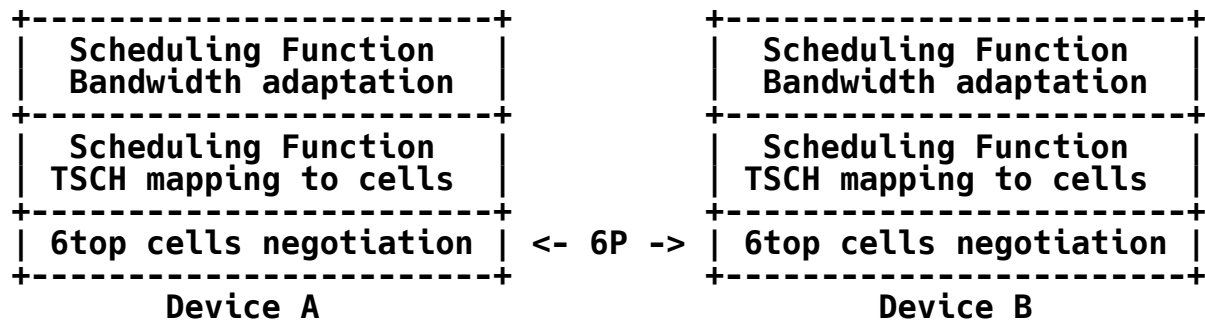 +------------------------+          +------------------------+
|  Scheduling Function   |          |  Scheduling Function   |
|  Bandwidth adaptation  |          |  Bandwidth adaptation  |
+------------------------+          +------------------------+
|  Scheduling Function   |          |  Scheduling Function   |
| TSCH mapping to cells  |          | TSCH mapping to cells  |
+------------------------+          +------------------------+
| 6top cells negotiation | <- 6P -> | 6top cells negotiation |
+------------------------+          +------------------------+
        Device A                             Device B